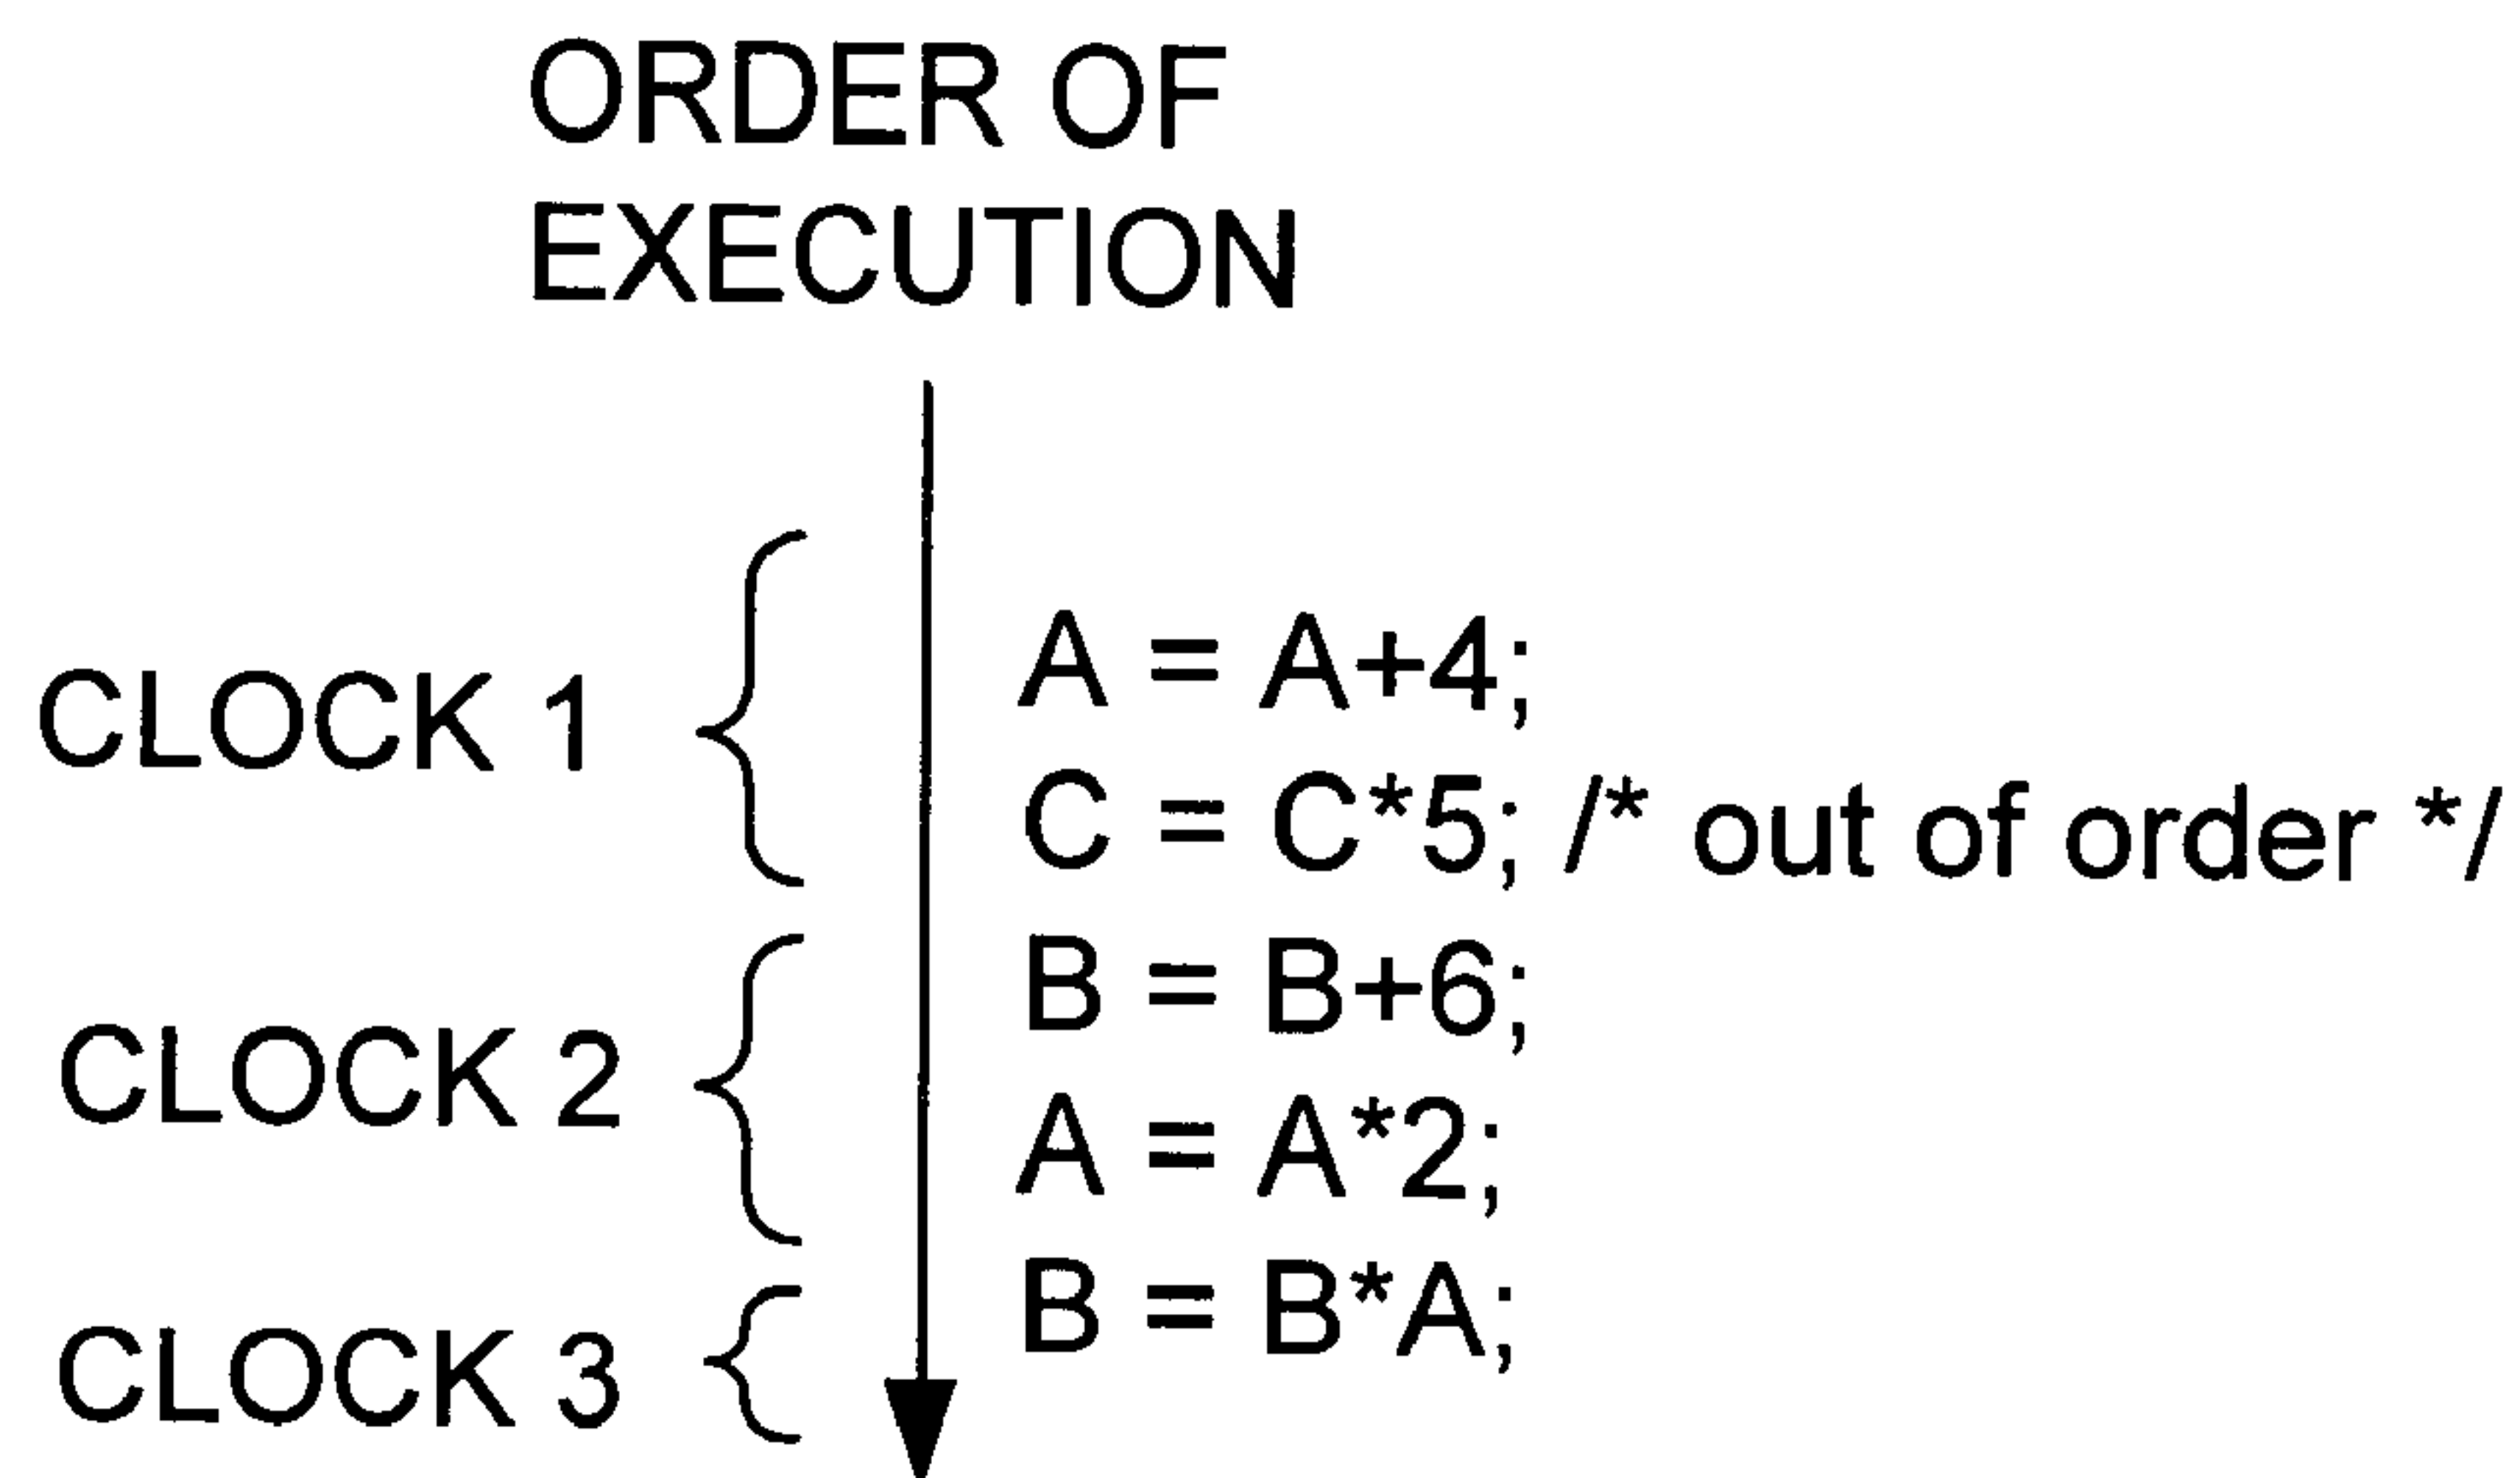 ORDER OF
EXECUTION
A = A+4;
CLOCK 1
C = C*5; /* out of order */
B = B+6;
CLOCK 2
A = A*2;
B = B*A;
CLOCK 3